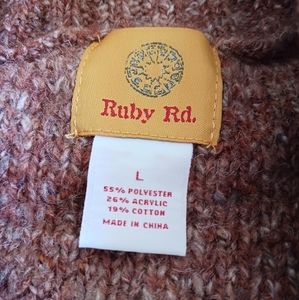 Ruby Rd.
L
55% POLYESTER
26% ACRYLIC
19% COTTON
MADE IN CHINA